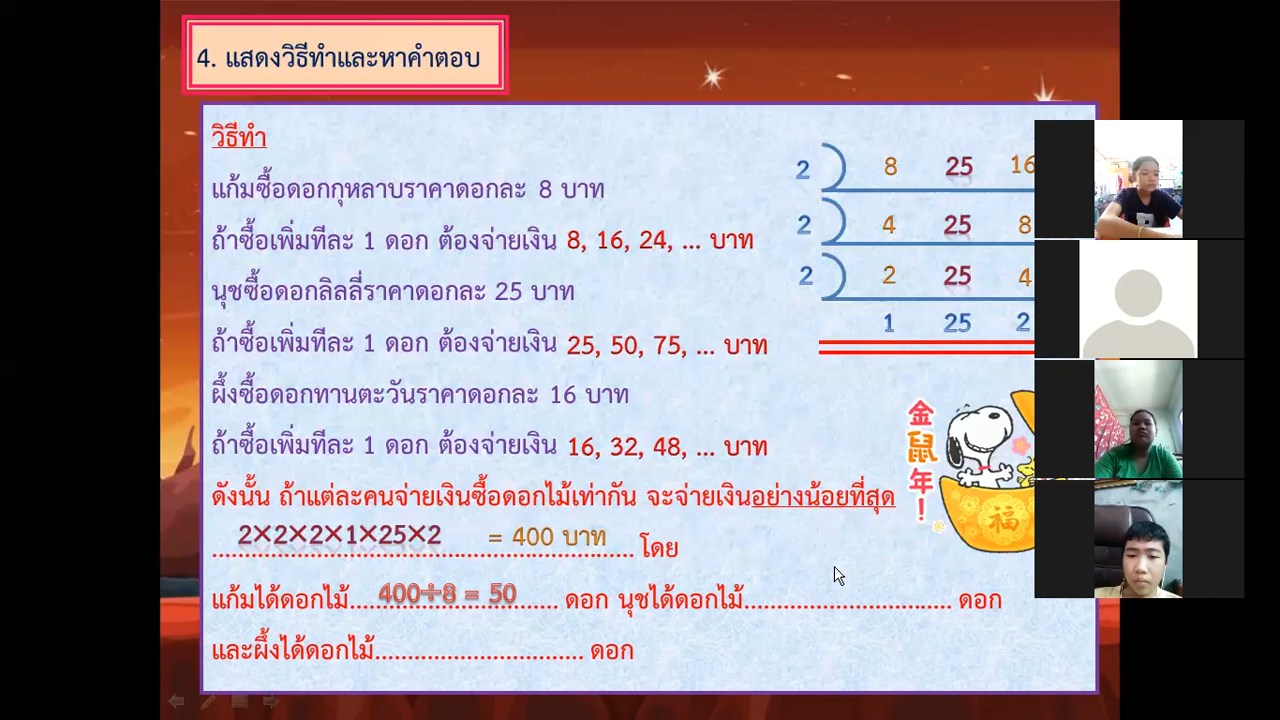 4. แสดงวิธีทำและหาคำตอบ
วิธีทำ
แก้มซื้อดอกกุหลาบราคาดอกละ 8 บาท
ถ้าซื้อเพิ่มทีละ 1 ดอก ต้องจ่ายเงิน 8, 16, 24, ... บาท
นุชซื้อดอกลิลลี่ราคาดอกละ 25 บาท
ถ้าซื้อเพิ่มทีละ 1 ดอก ต้องจ่ายเงิน 25, 50, 75, ... บาท
ผึ้งซื้อดอกทานตะวันราคาดอกละ 16 บาท
ถ้าซื้อเพิ่มทีละ 1 ดอก ต้องจ่ายเงิน 16, 32, 48, ... บาท
ดังนั้น ถ้าแต่ละคนจ่ายเงินซื้อดอกไม้เท่ากัน จะจ่ายเงินอย่างน้อยที่สุด
2×2×2×1×25×2 = 400 บาท โดย
แก้มได้ดอกไม้ 400÷8 = 50 ดอก นุชได้ดอกไม้.............................. ดอก
และผึ้งได้ดอกไม้.............................. ดอก
2 8 25 16
2 4 25 8
2 2 25 4
1 25 2
金鼠年！
福